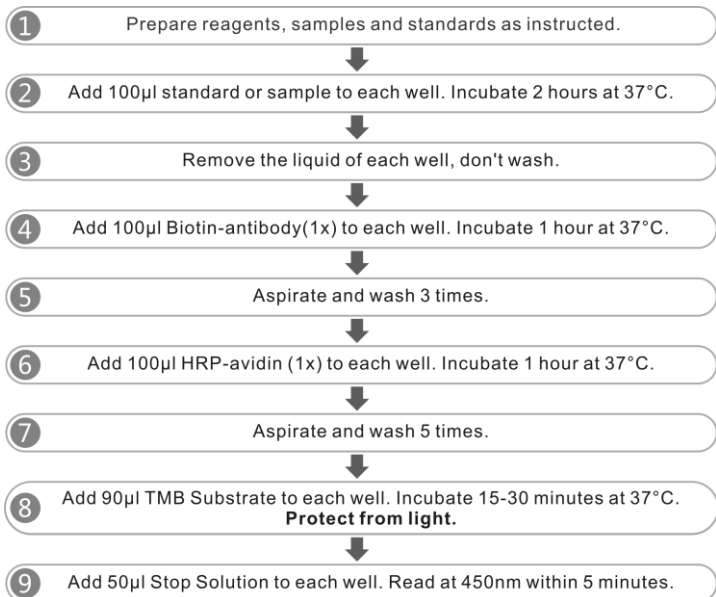 1 Prepare reagents, samples and standards as instructed.
2 Add 100µl standard or sample to each well. Incubate 2 hours at 37°C.
3 Remove the liquid of each well, don't wash.
4 Add 100µl Biotin-antibody(1x) to each well. Incubate 1 hour at 37°C.
5 Aspirate and wash 3 times.
6 Add 100µl HRP-avidin (1x) to each well. Incubate 1 hour at 37°C.
7 Aspirate and wash 5 times.
8 Add 90µl TMB Substrate to each well. Incubate 15-30 minutes at 37°C.
Protect from light.
9 Add 50µl Stop Solution to each well. Read at 450nm within 5 minutes.